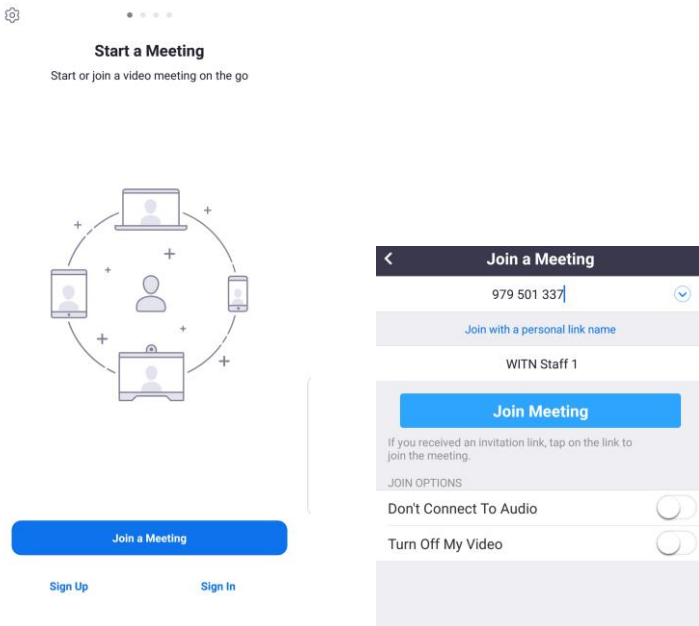 Start a Meeting
Start or join a video meeting on the go
Join a Meeting
Sign Up
Sign In
Join a Meeting
979 501 337
Join with a personal link name
WITN Staff 1
Join Meeting
If you received an invitation link, tap on the link to
join the meeting.
JOIN OPTIONS
Don't Connect To Audio
Turn Off My Video